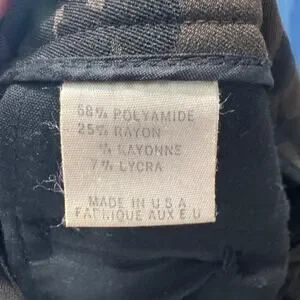 68% POLYAMIDE
25% RAYON
% RAYONNE
7% LYCRA
MADE IN U.S.A
FABRIQUE AUX E.U